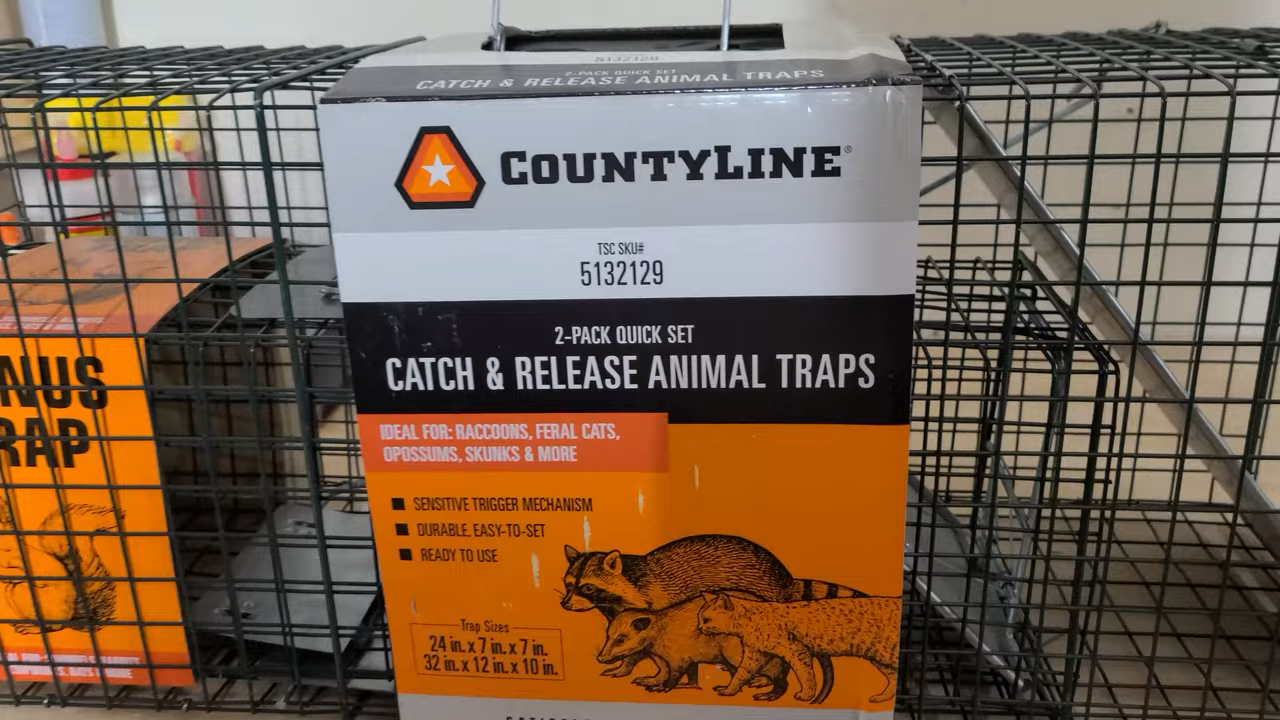 5132129
2-PACK QUICK SET
CATCH & RELEASE ANIMAL TRAPS
COUNTYLINE®
TSC SKU#
5132129
2-PACK QUICK SET
CATCH & RELEASE ANIMAL TRAPS
IDEAL FOR: RACCOONS, FERAL CATS,
OPOSSUMS, SKUNKS & MORE
SENSITIVE TRIGGER MECHANISM
DURABLE, EASY-TO-SET
READY TO USE
Trap Sizes
24 in. x 7 in. x 7 in.
32 in. x 12 in. x 10 in.
NUS
RAP
& MORE